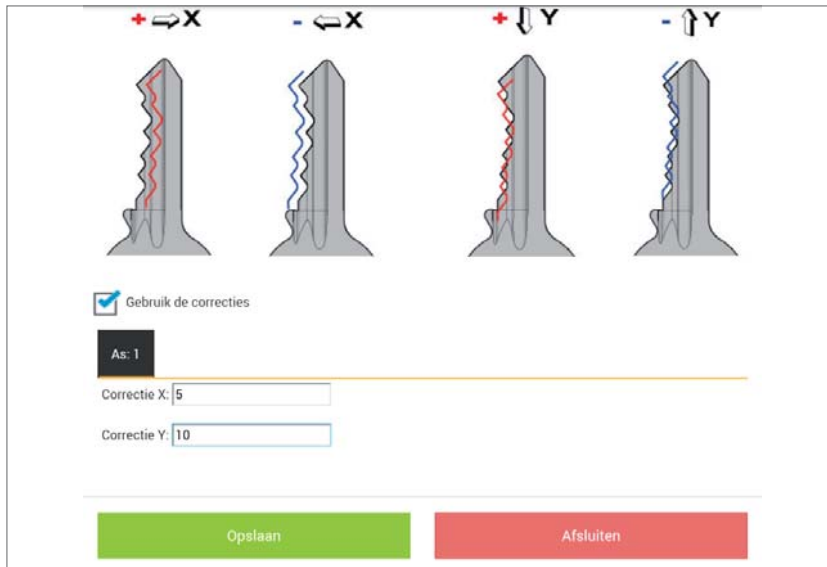 + ⇨ X - ⇦ X + ⇩ Y - ⇧ Y
Gebruik de correcties
As: 1
Correctie X: 5
Correctie Y: 10
Opslaan Afsluiten